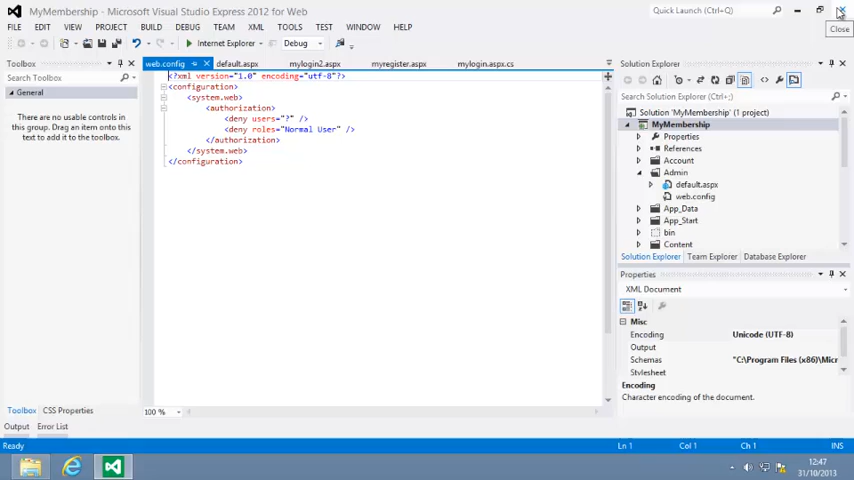 MyMembership - Microsoft Visual Studio Express 2012 for Web
Quick Launch (Ctrl+Q)
Close
FILE EDIT VIEW PROJECT BUILD DEBUG TEAM XML TOOLS TEST WINDOW HELP
Internet Explorer
Debug
Toolbox
Search Toolbox
General
There are no usable controls in
this group. Drag an item onto this
text to add it to the toolbox.
web.config default.aspx mylogin2.aspx myregister.aspx mylogin.aspx.cs
<?xml version="1.0" encoding="utf-8"?>
<configuration>
<system.web>
<authorization>
<deny users="?" />
<deny roles="Normal User" />
</authorization>
</system.web>
</configuration>
100 %
Solution Explorer
Search Solution Explorer (Ctrl+;)
Solution 'MyMembership' (1 project)
MyMembership
Properties
References
Account
Admin
default.aspx
web.config
App_Data
App_Start
bin
Content
Solution Explorer Team Explorer Database Explorer
Properties
XML Document
Misc
Encoding Unicode (UTF-8)
Output
Schemas "C:\Program Files (x86)\Micr
Stylesheet
Encoding
Character encoding of the document.
Toolbox CSS Properties
Output Error List
Ready
Ln 1 Col 1 Ch 1 INS
12:47
31/10/2013